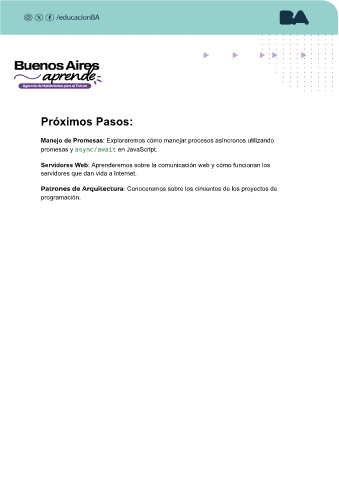 /educacionBA
BA
Buenos Aires
aprende
Agencia de Habilidades para el Futuro
Próximos Pasos:
Manejo de Promesas: Exploraremos cómo manejar procesos asíncronos utilizando
promesas y async/await en JavaScript.
Servidores Web: Aprenderemos sobre la comunicación web y cómo funcionan los
servidores que dan vida a internet.
Patrones de Arquitectura: Conoceremos sobre los cimientos de los proyectos de
programación.